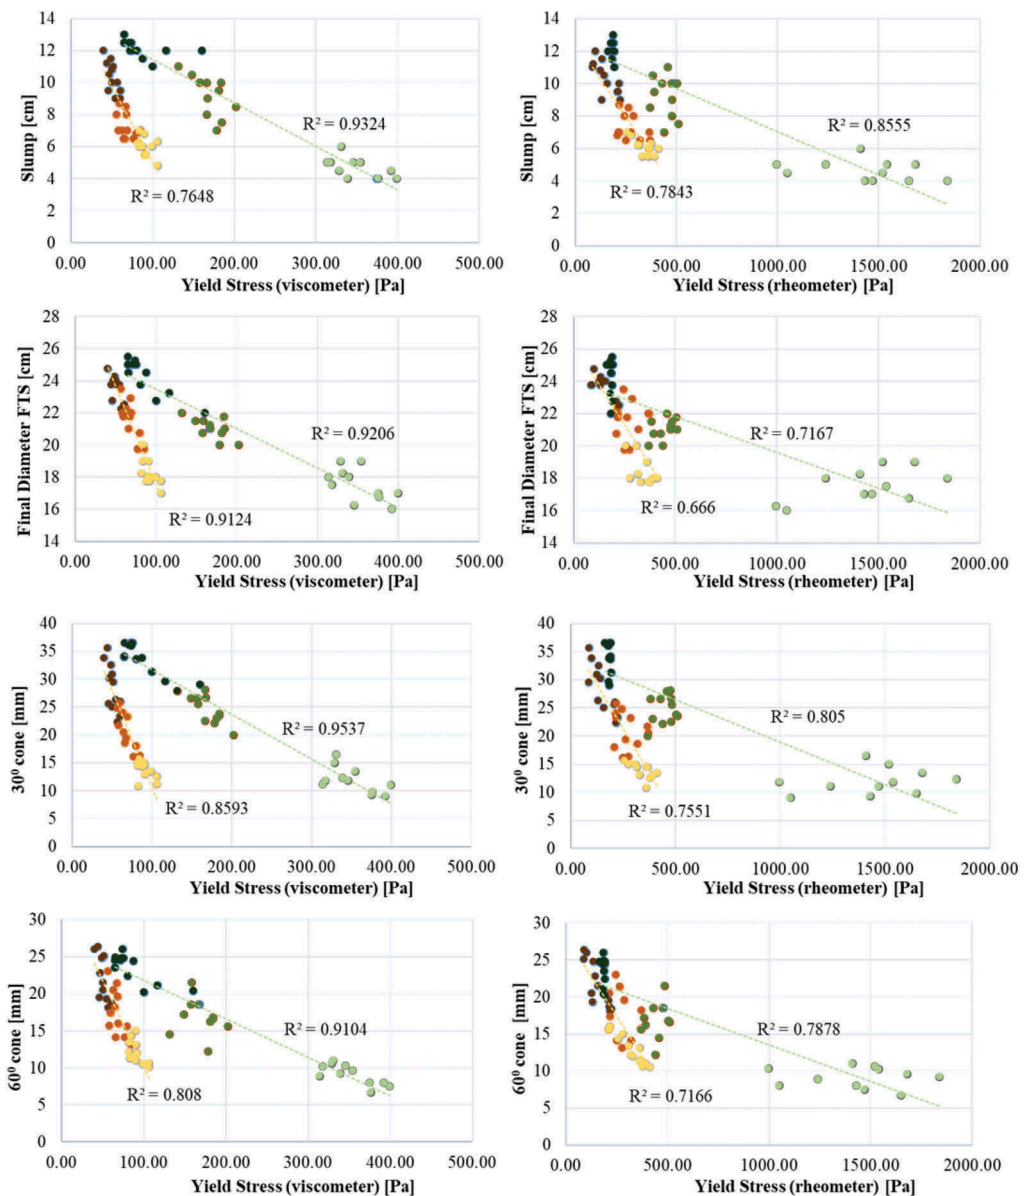 14
12
10
8
6
4
2
0
Slump [cm]
R² = 0.9324
R² = 0.7648
0.00 100.00 200.00 300.00 400.00 500.00
Yield Stress (viscometer) [Pa]
14
12
10
8
6
4
2
0
Slump [cm]
R² = 0.8555
R² = 0.7843
0.00 500.00 1000.00 1500.00 2000.00
Yield Stress (rheometer) [Pa]
28
26
24
22
20
18
16
14
Final Diameter FTS [cm]
R² = 0.9206
R² = 0.9124
0.00 100.00 200.00 300.00 400.00 500.00
Yield Stress (viscometer) [Pa]
28
26
24
22
20
18
16
14
Final Diameter FTS [cm]
R² = 0.7167
R² = 0.666
0.00 500.00 1000.00 1500.00 2000.00
Yield Stress (rheometer) [Pa]
40
35
30
25
20
15
10
5
0
30⁰ cone [mm]
R² = 0.9537
R² = 0.8593
0.00 100.00 200.00 300.00 400.00 500.00
Yield Stress (viscometer) [Pa]
40
35
30
25
20
15
10
5
0
30⁰ cone [mm]
R² = 0.805
R² = 0.7551
0.00 500.00 1000.00 1500.00 2000.00
Yield Stress (rheometer) [Pa]
30
25
20
15
10
5
0
60⁰ cone [mm]
R² = 0.9104
R² = 0.808
0.00 100.00 200.00 300.00 400.00 500.00
Yield Stress (viscometer) [Pa]
30
25
20
15
10
5
0
60⁰ cone [mm]
R² = 0.7878
R² = 0.7166
0.00 500.00 1000.00 1500.00 2000.00
Yield Stress (rheometer) [Pa]